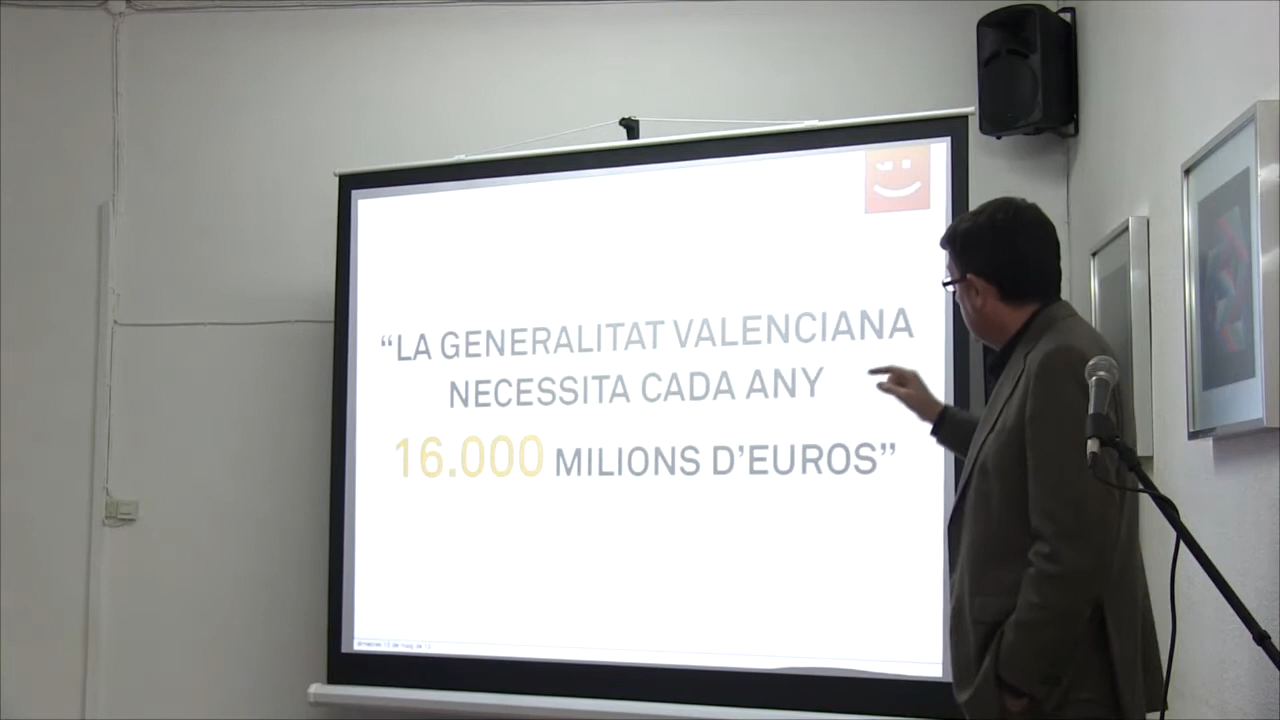 “LA GENERALITAT VALENCIANA
NECESSITA CADA ANY
16.000 MILIONS D’EUROS”